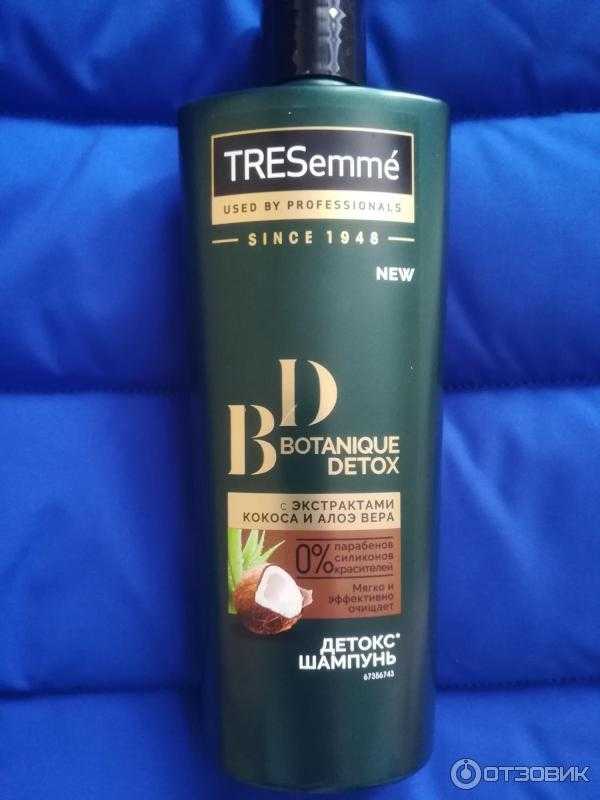 TRESemmé
USED BY PROFESSIONALS
SINCE 1948
NEW
BD
BOTANIQUE
DETOX
с ЭКСТРАКТАМИ
КОКОСА И АЛОЭ ВЕРА
0% парабенов
силиконов
красителей
Мягко и
эффективно
очищает
ДЕТОКС*
ШАМПУНЬ
67356743
ОТЗОВИК